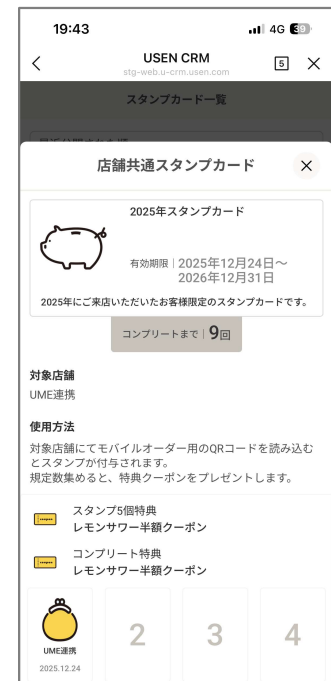 19:43
4G 39
USEN CRM
stg-web.u-crm.usen.com
5
スタンプカード一覧
店舗共通スタンプカード
2025年スタンプカード
有効期限 | 2025年12月24日〜
2026年12月31日
2025年にご来店いただいたお客様限定のスタンプカードです。
コンプリートまで | 9回
対象店舗
UME連携
使用方法
対象店舗にてモバイルオーダー用のQRコードを読み込む
とスタンプが付与されます。
規定数集めると、特典クーポンをプレゼントします。
スタンプ5個特典
レモンサワー半額クーポン
コンプリート特典
レモンサワー半額クーポン
UME連携
2025.12.24
2
3
4